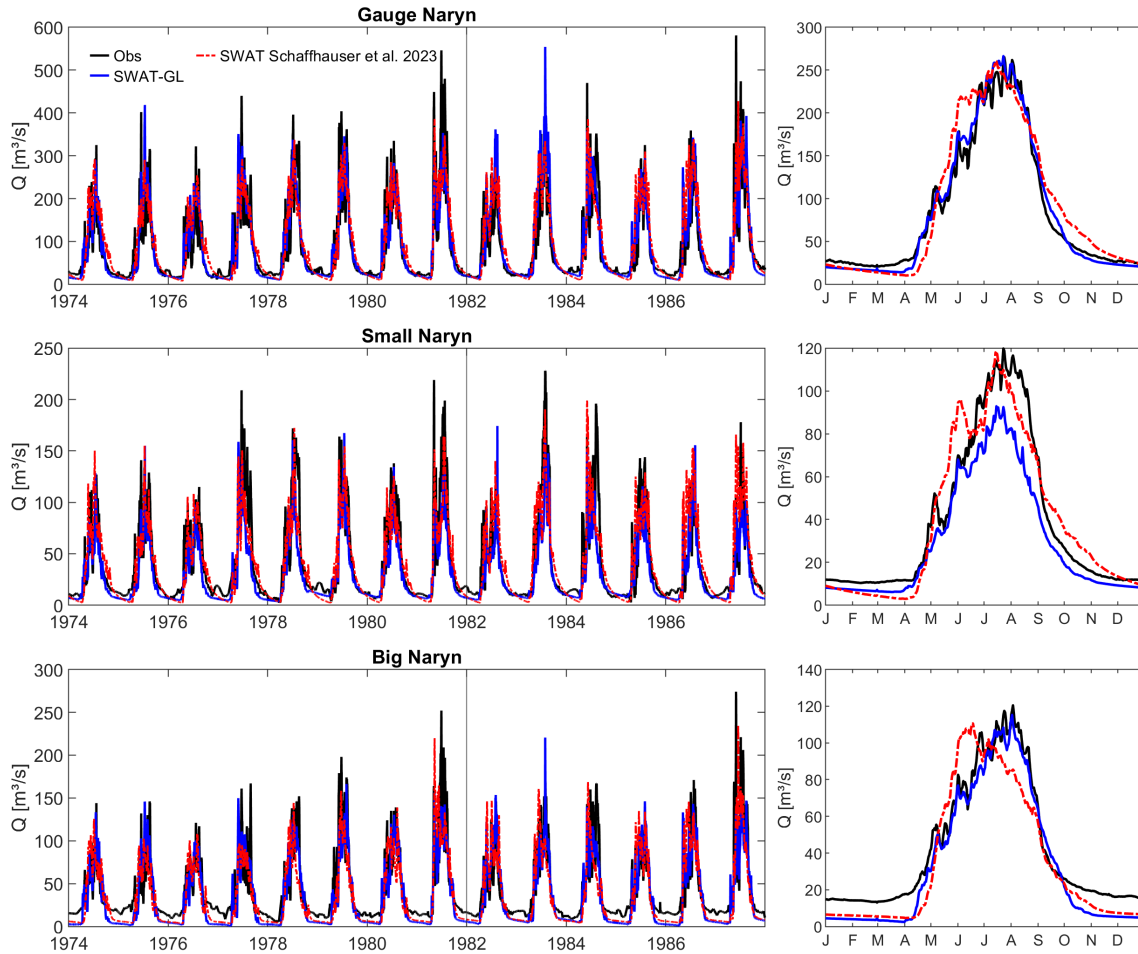 Gauge Naryn
Q [m³/s]
600
500
400
300
200
100
0
Obs
SWAT Schaffhauser et al. 2023
SWAT-GL
1974 1976 1978 1980 1982 1984 1986
Q [m³/s]
300
250
200
150
100
50
0
J F M A M J J A S O N D
Small Naryn
Q [m³/s]
250
200
150
100
50
0
1974 1976 1978 1980 1982 1984 1986
Q [m³/s]
120
100
80
60
40
20
0
J F M A M J J A S O N D
Big Naryn
Q [m³/s]
300
250
200
150
100
50
0
1974 1976 1978 1980 1982 1984 1986
Q [m³/s]
140
120
100
80
60
40
20
0
J F M A M J J A S O N D